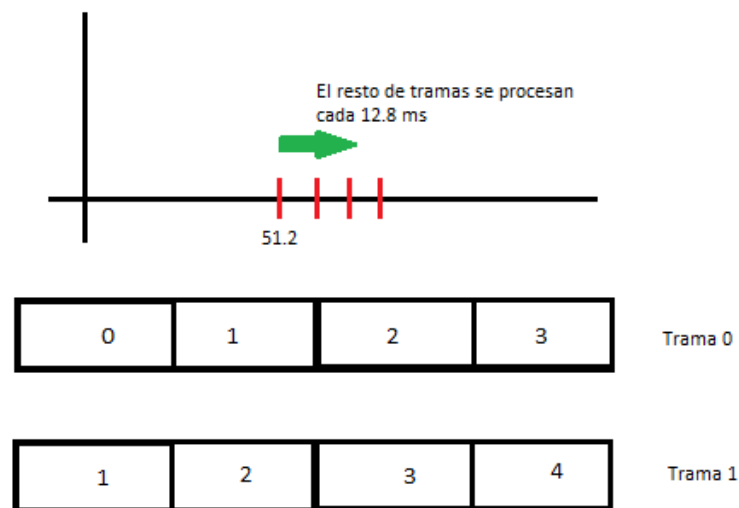 El resto de tramas se procesan
cada 12.8 ms
51.2
0 1 2 3 Trama 0
1 2 3 4 Trama 1